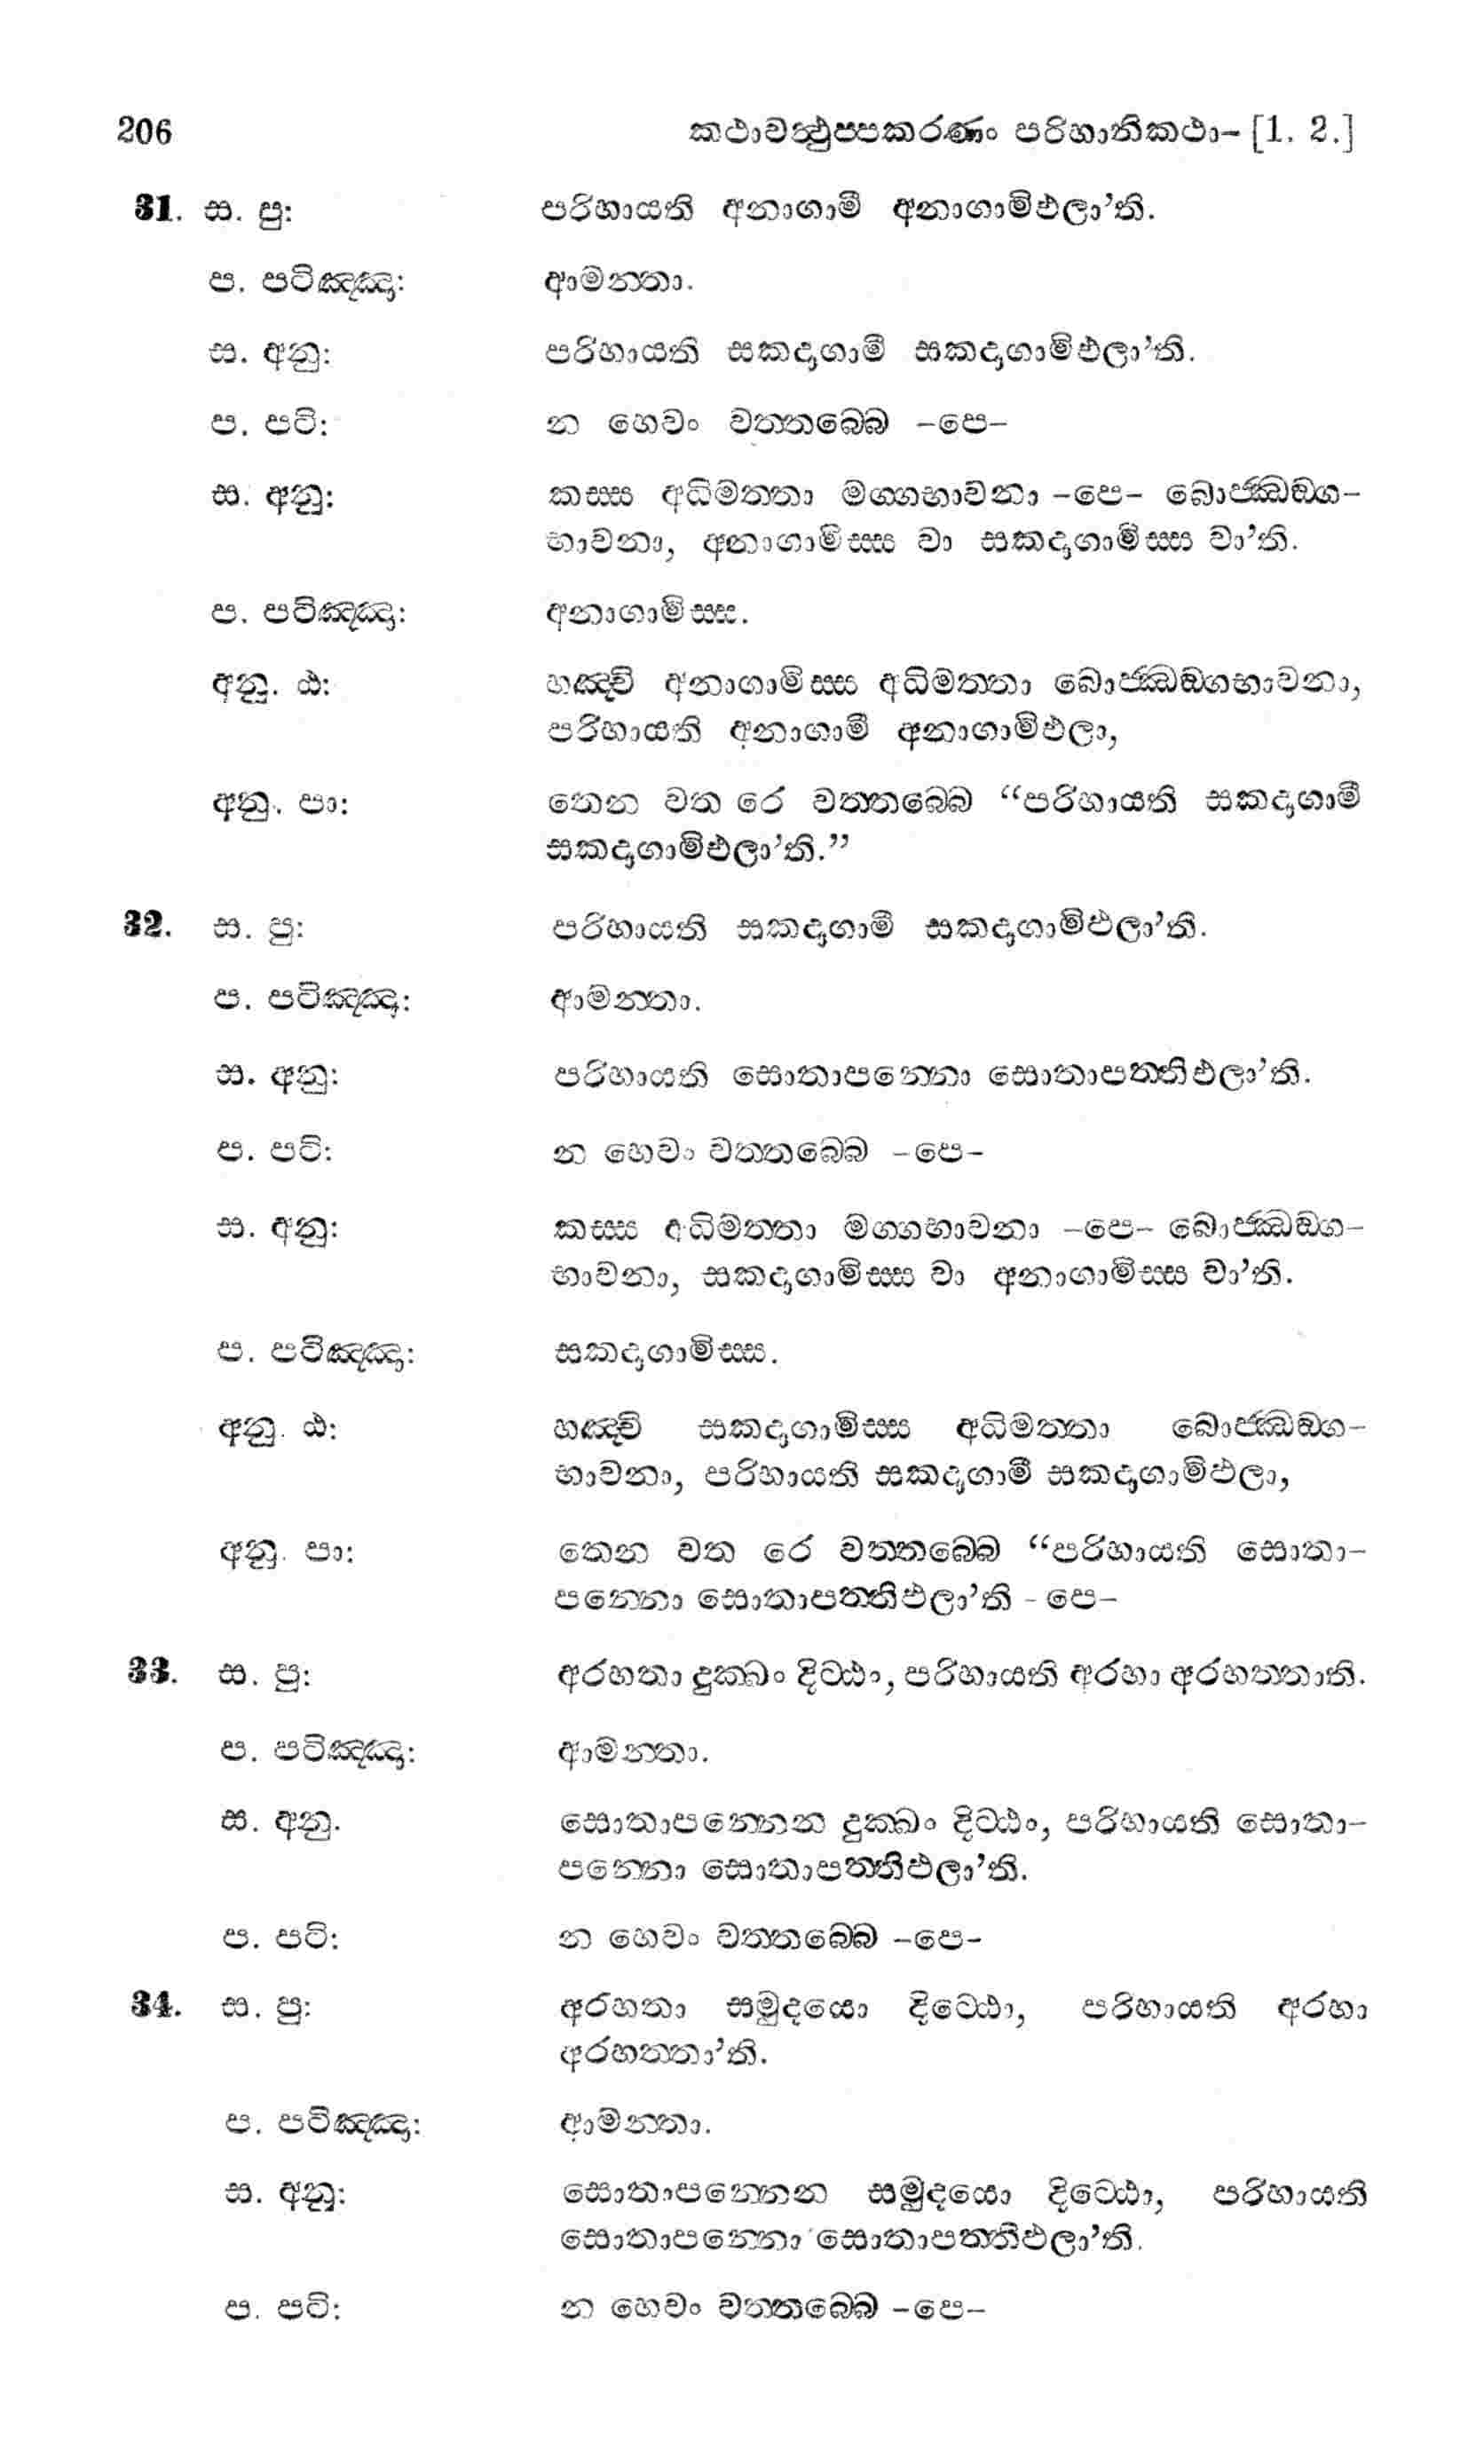 206 කථාවත්‍ථුප්පකරණං පරිහානිකථා– [1. 2.]
31. ස. පු: පරිහායති අනාගාමී අනාගාමිඵලා’ති.
ප. පටිඤ්ඤා: ආමන්තා.
ස. අනු: පරිහායති සකදාගාමී සකදාගාමිඵලා’ති.
ප. පටි: න හෙවං වත්තබ්බෙ –පෙ–
ස. අනු: කස්ස අධිමත්තා මග්ගභාවනා –පෙ– බොජ්ඣඞ්ග–
භාවනා, අනාගාමිස්ස වා සකදාගාමිස්ස වා’ති.
ප. පටිඤ්ඤා: අනාගාමිස්ස.
අනු. ඨ: හඤ්චි අනාගාමිස්ස අධිමත්තා බොජ්ඣඞ්ගභාවනා,
පරිහායති අනාගාමී අනාගාමිඵලා,
අනු. පා: තෙන වත රෙ වත්තබ්බෙ “පරිහායති සකදාගාමී
සකදාගාමිඵලා’ති.”
32. ස. පු: පරිහායති සකදාගාමී සකදාගාමිඵලා’ති.
ප. පටිඤ්ඤා: ආමන්තා.
ස. අනු: පරිහායති සොතාපන්නො සොතාපත්තිඵලා’ති.
ප. පටි: න හෙවං වත්තබ්බෙ –පෙ–
ස. අනු: කස්ස අධිමත්තා මග්ගභාවනා –පෙ– බොජ්ඣඞ්ග–
භාවනා, සකදාගාමිස්ස වා අනාගාමිස්ස වා’ති.
ප. පටිඤ්ඤා: සකදාගාමිස්ස.
අනු. ඨ: හඤ්චි සකදාගාමිස්ස අධිමත්තා බොජ්ඣඞ්ග–
භාවනා, පරිහායති සකදාගාමී සකදාගාමිඵලා,
අනු. පා: තෙන වත රෙ වත්තබ්බෙ “පරිහායති සොතා–
පන්නො සොතාපත්තිඵලා’ති - පෙ–
33. ස. පු: අරහතා දුක්ඛං දිට්ඨං, පරිහායති අරහා අරහත්තාති.
ප. පටිඤ්ඤා: ආමන්තා.
ස. අනු. සොතාපන්නෙන දුක්ඛං දිට්ඨං, පරිහායති සොතා–
පන්නො සොතාපත්තිඵලා’ති.
ප. පටි: න හෙවං වත්තබ්බෙ –පෙ–
34. ස. පු: අරහතා සමුදයො දිට්ඨො, පරිහායති අරහා
අරහත්තා’ති.
ප. පටිඤ්ඤා: ආමන්තා.
ස. අනු: සොතාපන්නෙන සමුදයො දිට්ඨො, පරිහායති
සොතාපන්නො සොතාපත්තිඵලා’ති.
ප. පටි: න හෙවං වත්තබ්බෙ –පෙ–